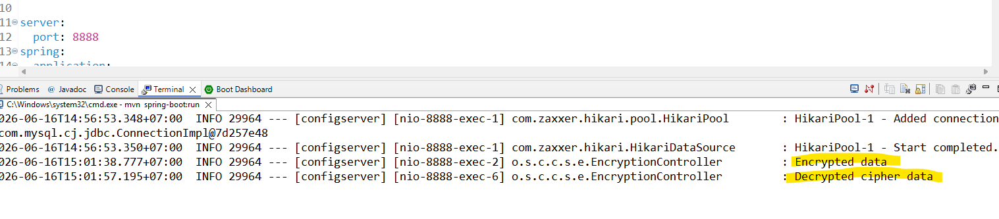 10
11 server:
12 port: 8888
13 spring:
14 application:
Problems @ Javadoc Console Terminal Boot Dashboard
C:\Windows\system32\cmd.exe - mvn spring-boot:run
026-06-16T14:56:53.348+07:00 INFO 29964 --- [configserver] [nio-8888-exec-1] com.zaxxer.hikari.pool.HikariPool : HikariPool-1 - Added connection
com.mysql.cj.jdbc.ConnectionImpl@7d257e48
026-06-16T14:56:53.350+07:00 INFO 29964 --- [configserver] [nio-8888-exec-1] com.zaxxer.hikari.HikariDataSource : HikariPool-1 - Start completed.
026-06-16T15:01:38.777+07:00 INFO 29964 --- [configserver] [nio-8888-exec-2] o.s.c.c.s.e.EncryptionController : Encrypted data
026-06-16T15:01:57.195+07:00 INFO 29964 --- [configserver] [nio-8888-exec-6] o.s.c.c.s.e.EncryptionController : Decrypted cipher data